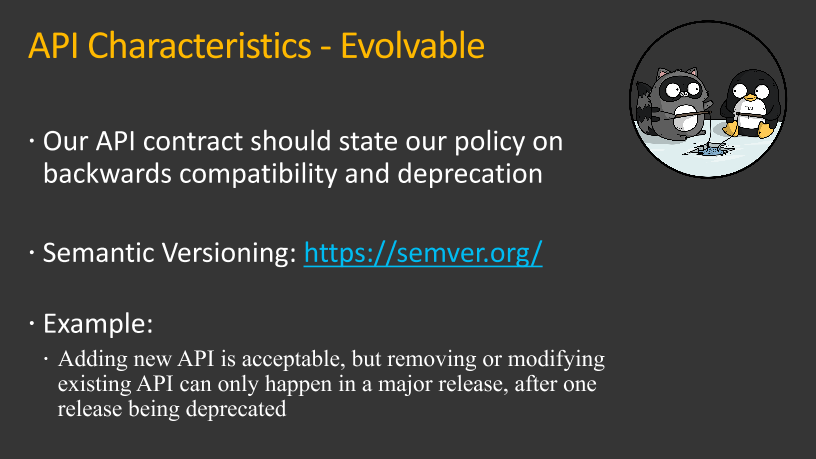 API Characteristics - Evolvable
· Our API contract should state our policy on
backwards compatibility and deprecation
· Semantic Versioning: https://semver.org/
· Example:
· Adding new API is acceptable, but removing or modifying
existing API can only happen in a major release, after one
release being deprecated